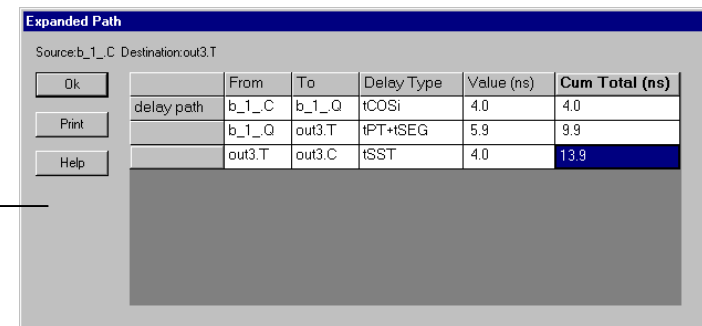 Expanded Path
Source:b_1_.C Destination:out3.T
Ok
Print
Help
From To Delay Type Value (ns) Cum Total (ns)
delay path b_1_.C b_1_.Q tCOSi 4.0 4.0
b_1_.Q out3.T tPT+tSEG 5.9 9.9
out3.T out3.C tSST 4.0 13.9